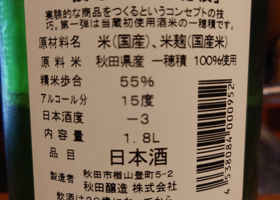 実験的な商品をつくるというコンセプトの技
巧。第一弾は当蔵初使用酒米の一穂積です。
原材料名 米(国産)、米麹(国産米)
原料米 秋田県産 一穂積 100%使用
精米歩合 55%
アルコール分 15度
日本酒度 −3
内容量 1.8L
品目 日本酒
製造者 秋田市楢山登町5-2
秋田醸造 株式会社
4538084000952